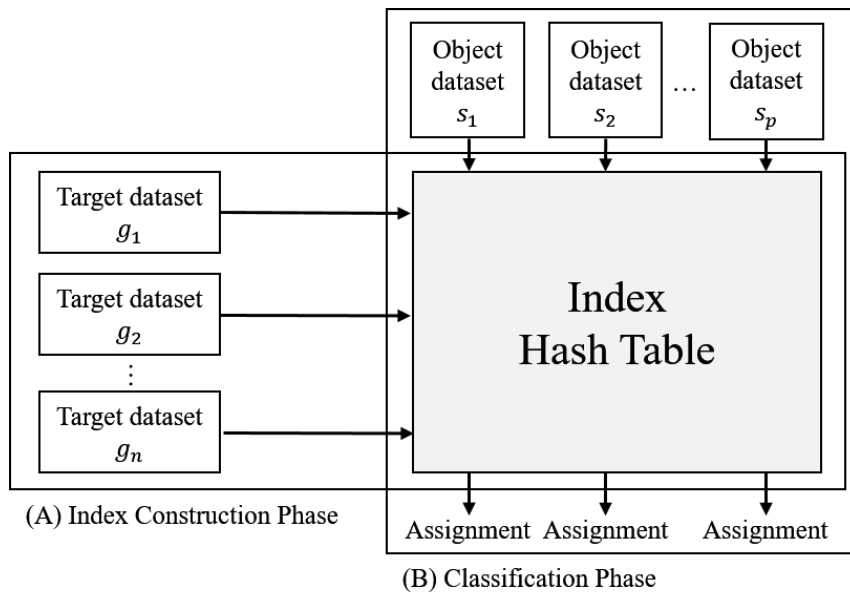 Object
dataset
s₁
Object
dataset
s₂
...
Object
dataset
sₚ
Target dataset
g₁
Target dataset
g₂
⋮
Target dataset
gₙ
Index
Hash Table
(A) Index Construction Phase
Assignment
Assignment
Assignment
(B) Classification Phase